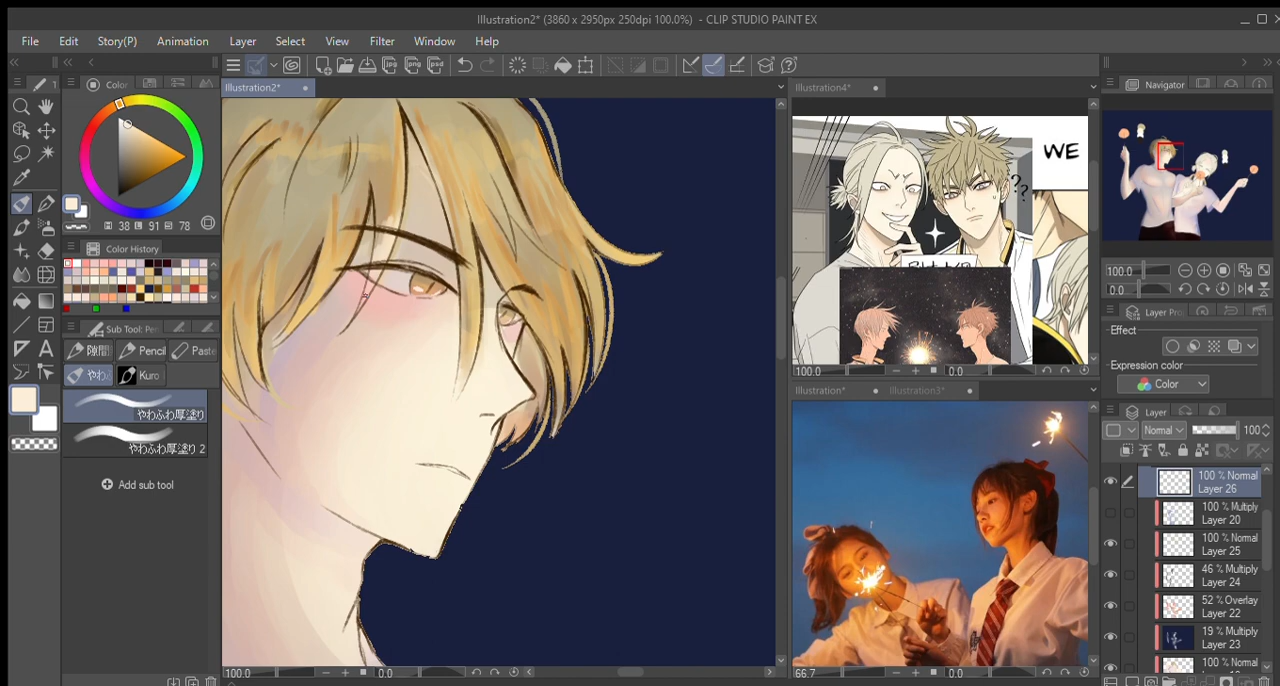 Illustration2* (3860 x 2950px 250dpi 100.0%) - CLIP STUDIO PAINT EX
File Edit Story(P) Animation Layer Select View Filter Window Help
Color
Illustration2*
Illustration4*
Navigator
WE
??
38 91 78
Color History
100.0
0.0
Layer Pro
Effect
Sub Tool: Pe
Pencil Paste
やわふ
Kuro
やわふわ厚塗り
やわふわ厚塗り 2
Add sub tool
100.0 0.0
Expression color
Color
Illustration* Illustration3*
Layer
Normal 100
100 % Normal
Layer 26
100 % Multiply
Layer 20
100 % Normal
Layer 25
46 % Multiply
Layer 24
52 % Overlay
Layer 22
19 % Multiply
Layer 23
100 % Normal
100.0 0.0
66.7 0.0